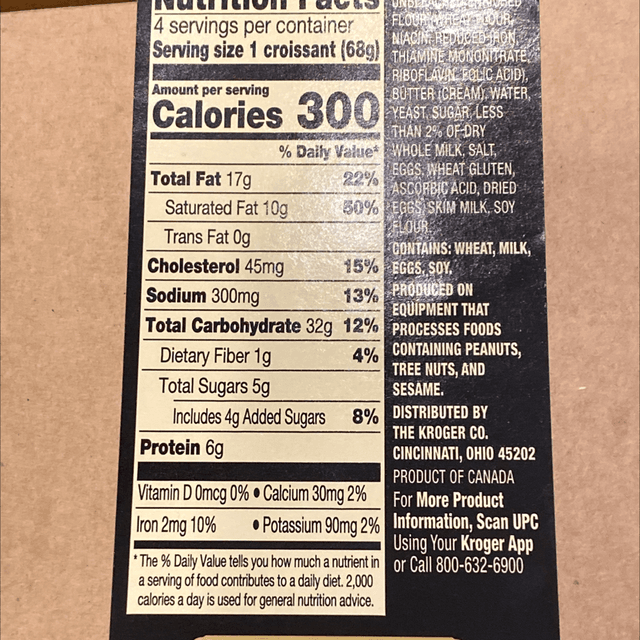 Nutrition Facts
4 servings per container
Serving size 1 croissant (68g)
Amount per serving
Calories 300
% Daily Value*
Total Fat 17g 22%
Saturated Fat 10g 50%
Trans Fat 0g
Cholesterol 45mg 15%
Sodium 300mg 13%
Total Carbohydrate 32g 12%
Dietary Fiber 1g 4%
Total Sugars 5g
Includes 4g Added Sugars 8%
Protein 6g
Vitamin D 0mcg 0% • Calcium 30mg 2%
Iron 2mg 10% • Potassium 90mg 2%
* The % Daily Value tells you how much a nutrient in
a serving of food contributes to a daily diet. 2,000
calories a day is used for general nutrition advice.
FLOUR (WHEAT FLOUR,
NIACIN, REDUCED IRON,
THIAMINE MONONITRATE,
RIBOFLAVIN, FOLIC ACID),
BUTTER (CREAM), WATER,
YEAST, SUGAR, LESS
THAN 2% OF: DRY
WHOLE MILK, SALT,
EGGS, WHEAT GLUTEN,
ASCORBIC ACID, DRIED
EGGS, SKIM MILK, SOY
FLOUR.
CONTAINS: WHEAT, MILK,
EGGS, SOY.
PRODUCED ON
EQUIPMENT THAT
PROCESSES FOODS
CONTAINING PEANUTS,
TREE NUTS, AND
SESAME.
DISTRIBUTED BY
THE KROGER CO.
CINCINNATI, OHIO 45202
PRODUCT OF CANADA
For More Product
Information, Scan UPC
Using Your Kroger App
or Call 800-632-6900